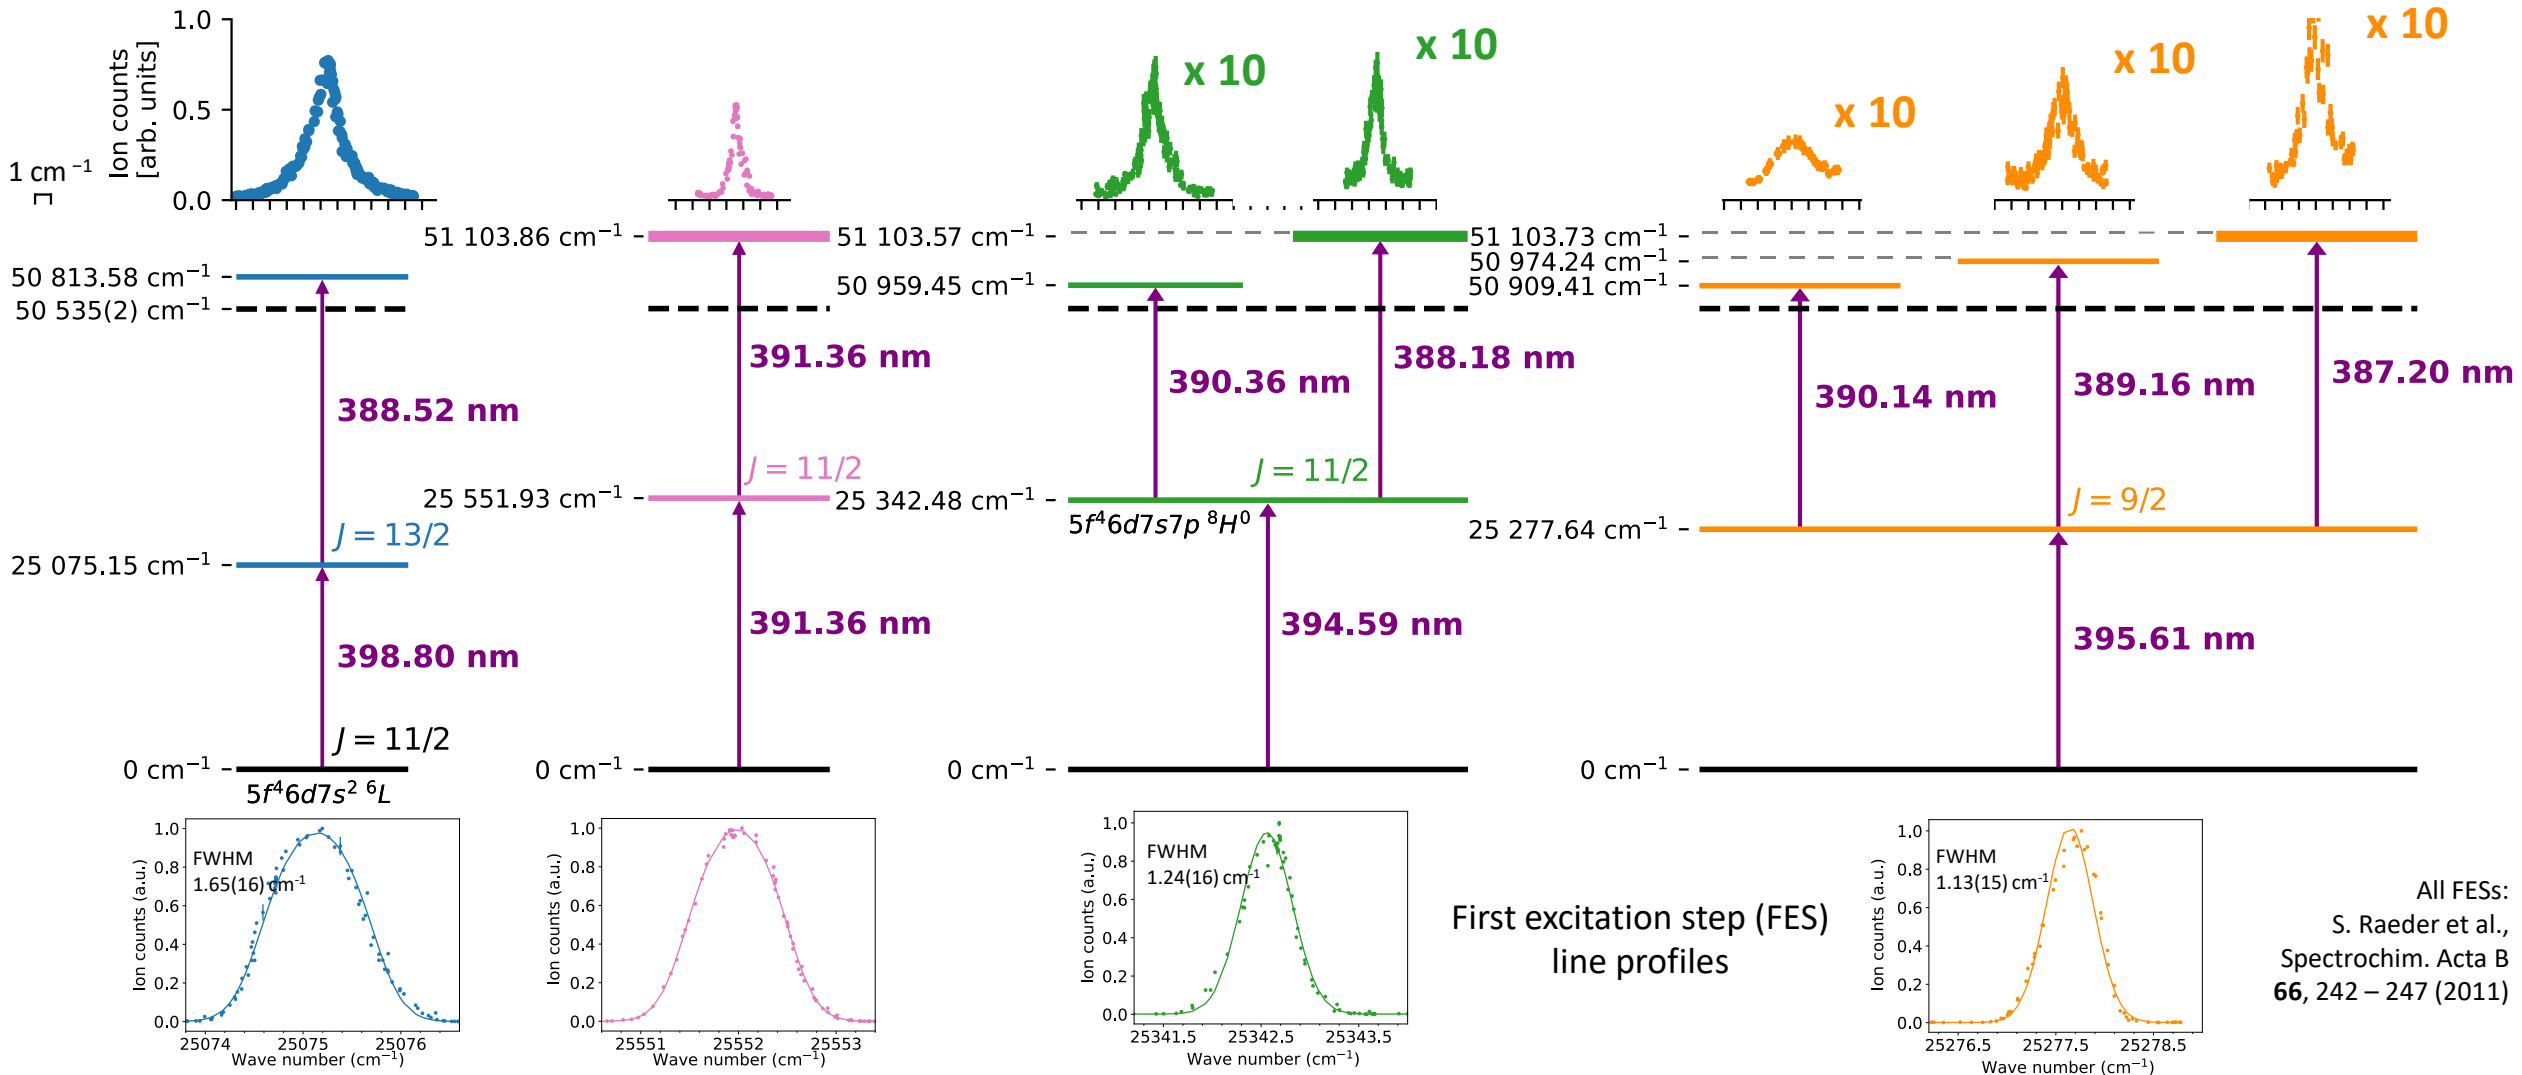 1.0
0.5
0.0
Ion counts
[arb. units]
1 cm⁻¹
x 10
x 10
x 10
x 10
x 10
50 813.58 cm⁻¹
50 535(2) cm⁻¹
388.52 nm
J = 13/2
25 075.15 cm⁻¹
398.80 nm
J = 11/2
0 cm⁻¹
5f⁴6d7s² ⁶L
51 103.86 cm⁻¹
391.36 nm
J = 11/2
25 551.93 cm⁻¹
391.36 nm
0 cm⁻¹
51 103.57 cm⁻¹
50 959.45 cm⁻¹
390.36 nm
388.18 nm
J = 11/2
25 342.48 cm⁻¹
5f⁴6d7s7p ⁸H⁰
394.59 nm
0 cm⁻¹
51 103.73 cm⁻¹
50 974.24 cm⁻¹
50 909.41 cm⁻¹
390.14 nm
389.16 nm
387.20 nm
J = 9/2
25 277.64 cm⁻¹
395.61 nm
0 cm⁻¹
Ion counts (a.u.)
1.0
0.8
0.6
0.4
0.2
0.0
FWHM
1.65(16) cm⁻¹
25074 25075 25076
Wave number (cm⁻¹)
Ion counts (a.u.)
1.0
0.8
0.6
0.4
0.2
0.0
25551 25552 25553
Wave number (cm⁻¹)
Ion counts (a.u.)
1.0
0.8
0.6
0.4
0.2
0.0
FWHM
1.24(16) cm⁻¹
25341.5 25342.5 25343.5
Wave number (cm⁻¹)
First excitation step (FES)
line profiles
Ion counts (a.u.)
1.0
0.8
0.6
0.4
0.2
0.0
FWHM
1.13(15) cm⁻¹
25276.5 25277.5 25278.5
Wave number (cm⁻¹)
All FESs:
S. Raeder et al.,
Spectrochim. Acta B
66, 242 – 247 (2011)